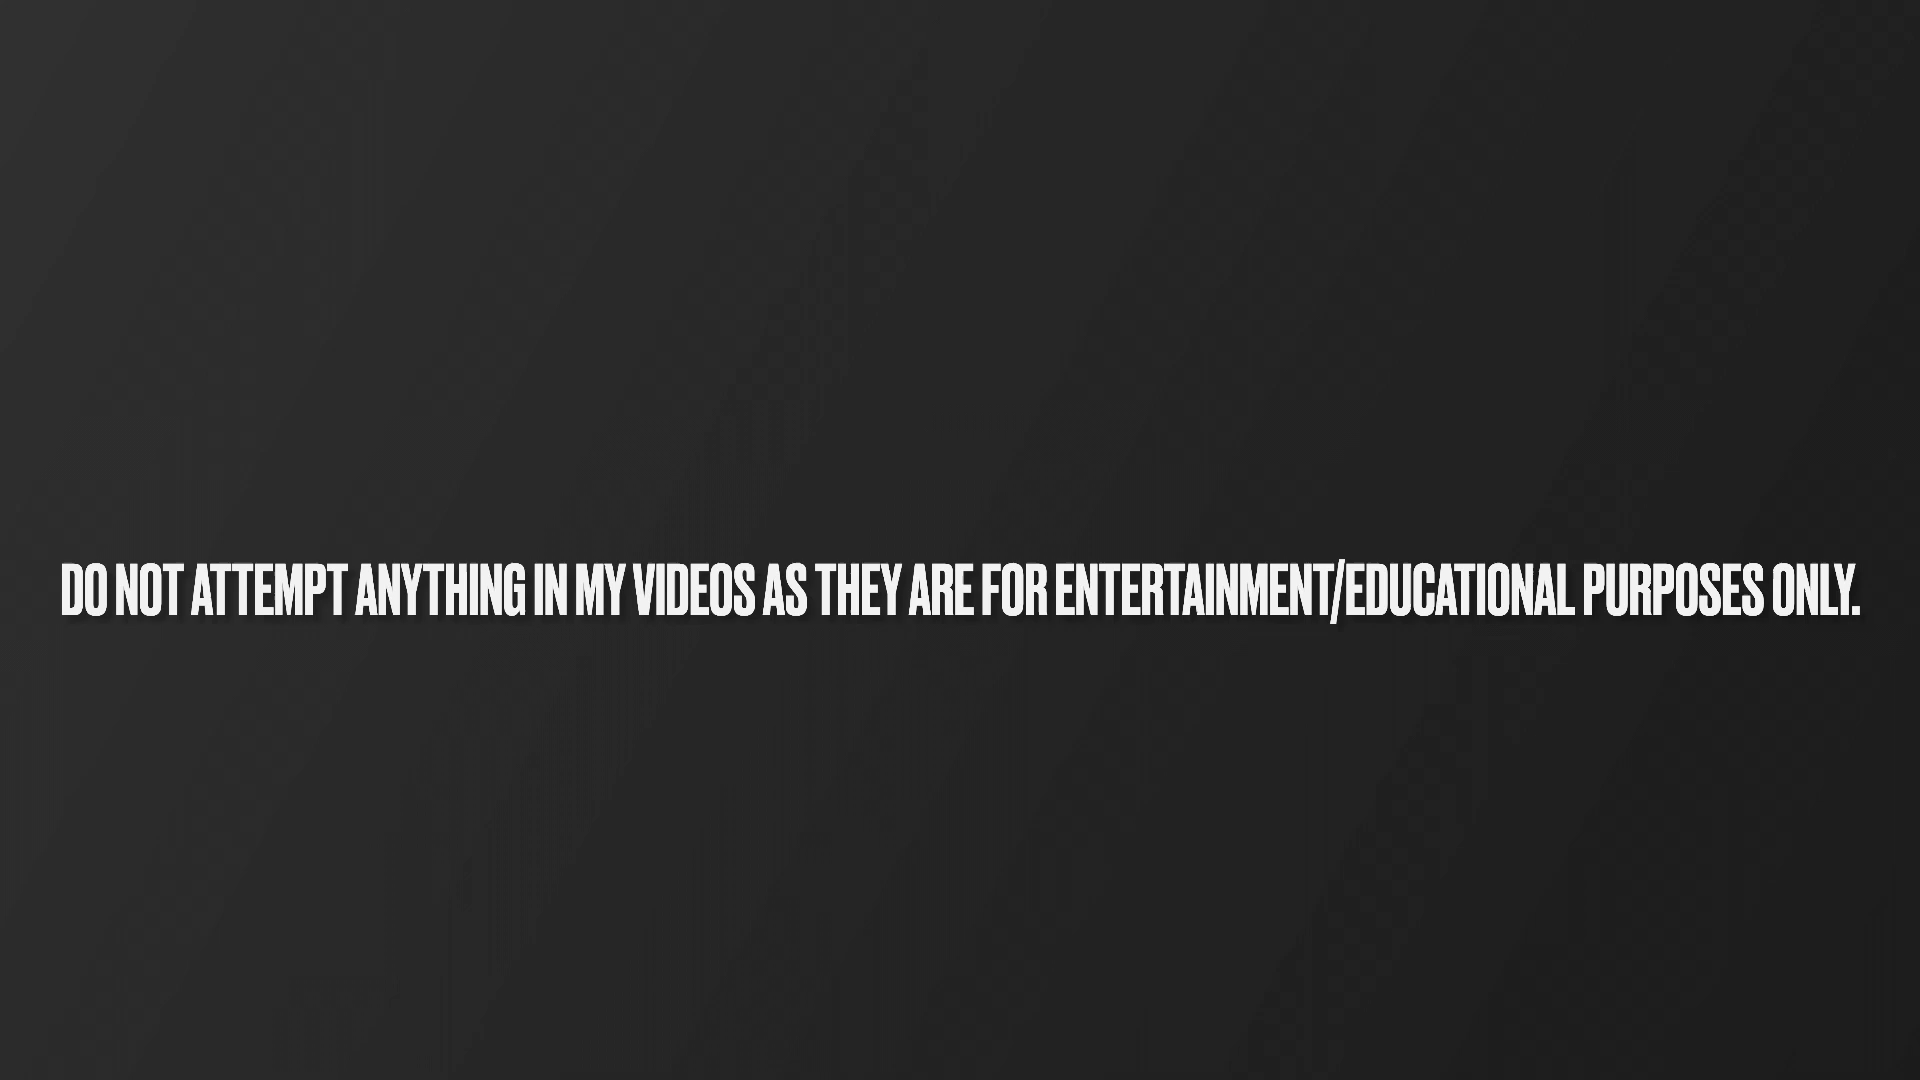 DO NOT ATTEMPT ANYTHING IN MY VIDEOS AS THEY ARE FOR ENTERTAINMENT/EDUCATIONAL PURPOSES ONLY.